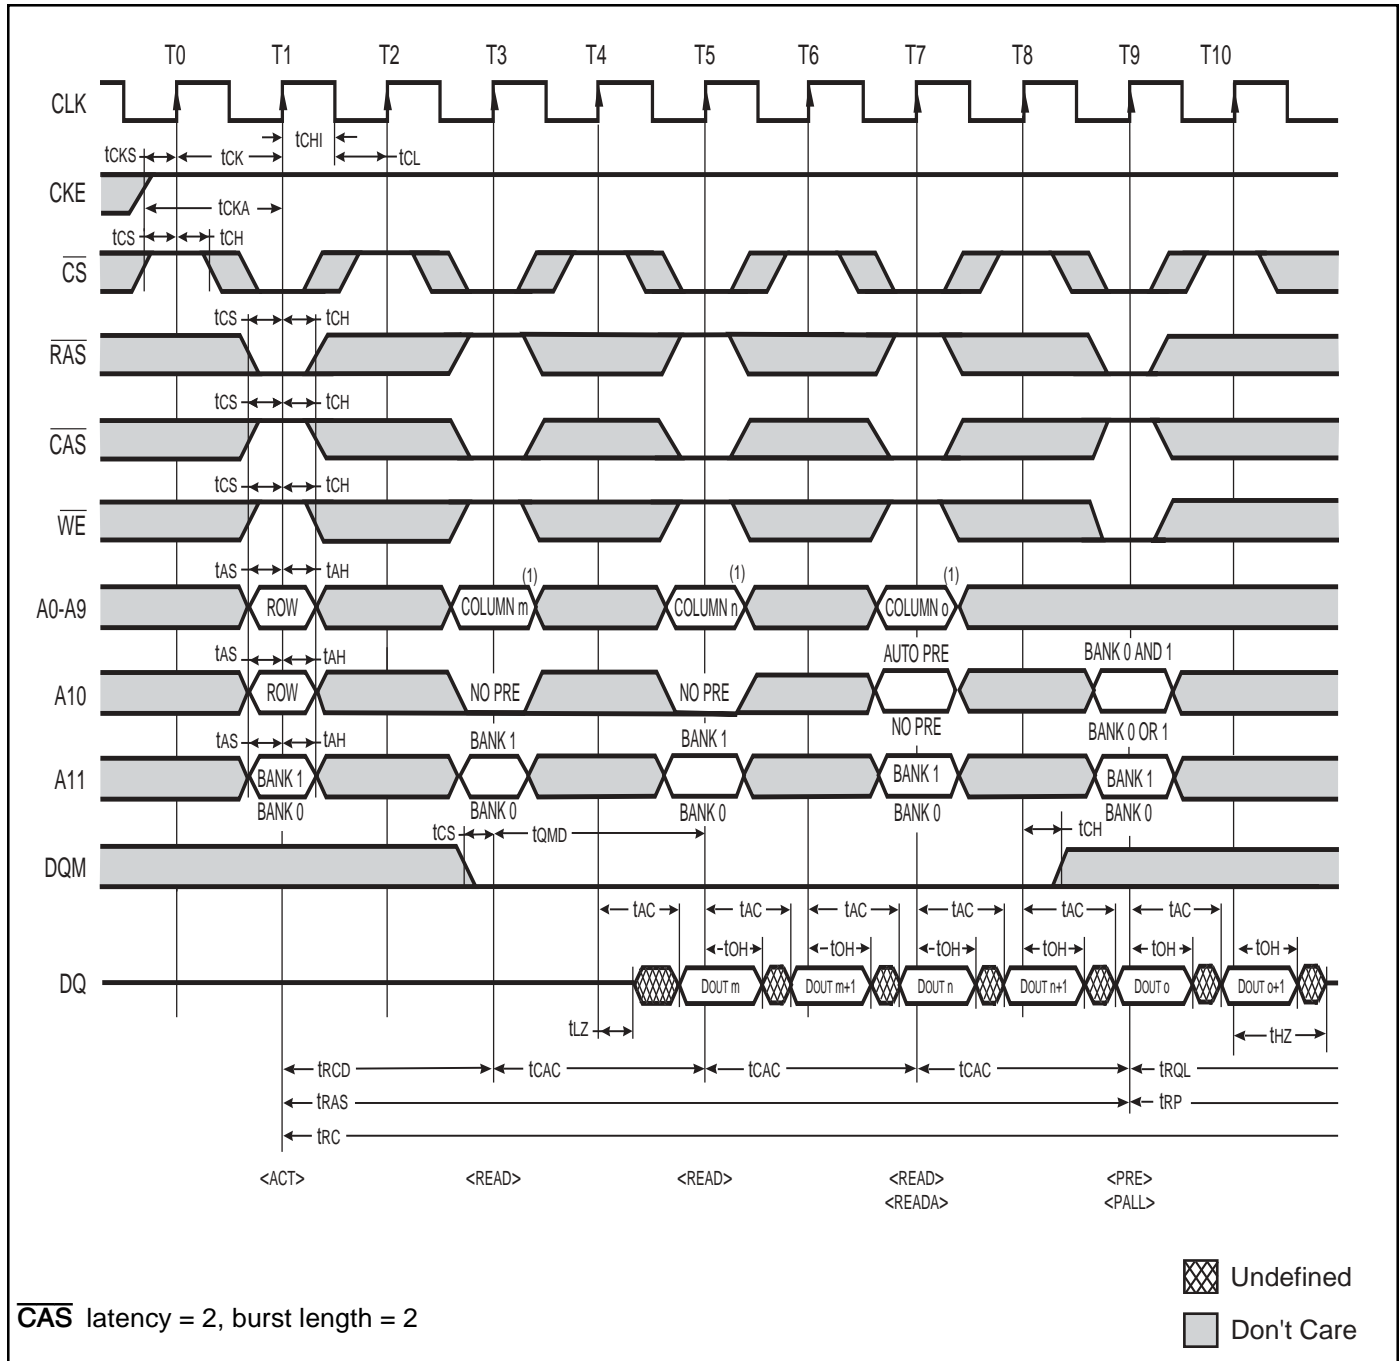 T0 T1 T2 T3 T4 T5 T6 T7 T8 T9 T10
CLK
tCHI
tCKS tCK tCL
CKE
tCKA
tCS tCH
CS
tCS tCH
RAS
tCS tCH
CAS
tCS tCH
WE
tAS tAH (1) (1) (1)
A0-A9 ROW COLUMN m COLUMN n COLUMN o
tAS tAH AUTO PRE BANK 0 AND 1
A10 ROW NO PRE NO PRE
NO PRE BANK 0 OR 1
tAS tAH BANK 1 BANK 1
A11 BANK 1 BANK 1 BANK 1
BANK 0 BANK 0 BANK 0 BANK 0 BANK 0
tCS tQMD tCH
DQM
tAC tAC tAC tAC tAC tAC
tOH tOH tOH tOH tOH tOH
DQ DOUT m DOUT m+1 DOUT n DOUT n+1 DOUT o DOUT o+1
tLZ tHZ
tRCD tCAC tCAC tCAC tRQL
tRAS tRP
tRC
<ACT> <READ> <READ> <READ> <PRE>
<READA> <PALL>
Undefined
CAS latency = 2, burst length = 2
Don't Care